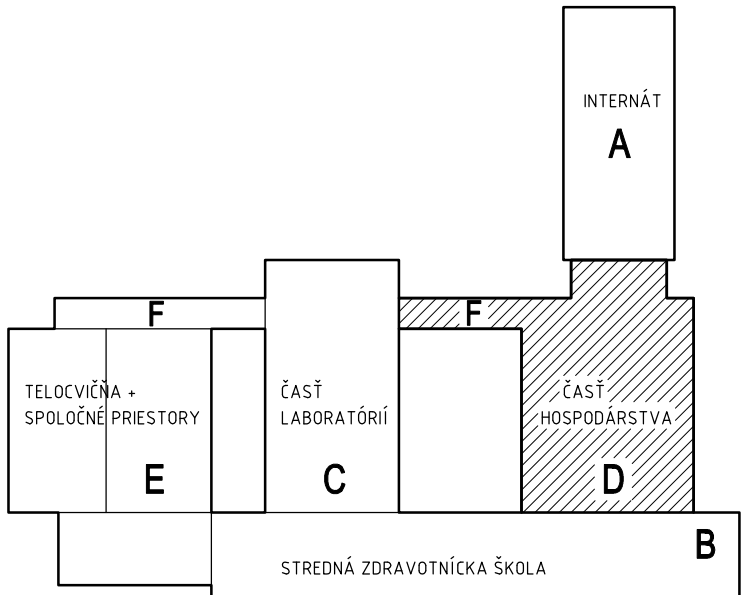 INTERNÁT
A
F
F
TELOCVIČŇA +
SPOLOČNÉ PRIESTORY
E
ČASŤ
LABORATÓRIÍ
C
ČASŤ
HOSPODÁRSTVA
D
B
STREDNÁ ZDRAVOTNÍCKA ŠKOLA